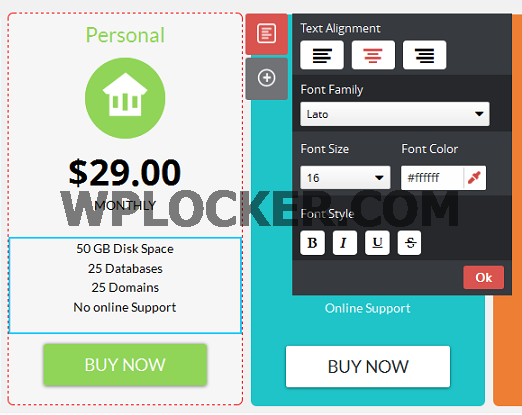 Personal
$29.00
MONTHLY
50 GB Disk Space
25 Databases
25 Domains
No online Support
BUY NOW
Text Alignment
Font Family
Lato
Font Size
Font Color
16
#ffffff
Font Style
B I U S
Ok
Online Support
BUY NOW
WPLOCKER.COM